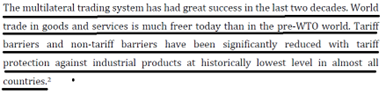 The multilateral trading system has had great success in the last two decades. World
trade in goods and services is much freer today than in the pre-WTO world. Tariff
barriers and non-tariff barriers have been significantly reduced with tariff
protection against industrial products at historically lowest level in almost all
countries.²